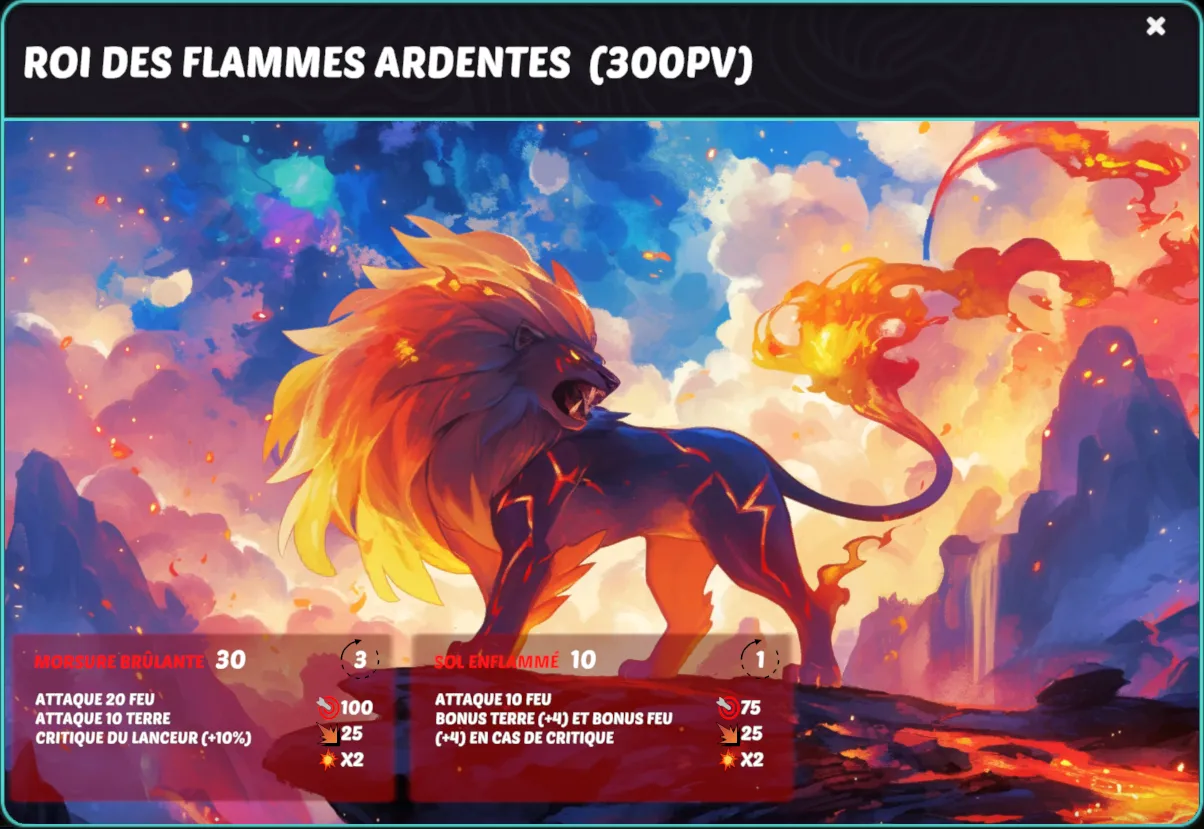 ROI DES FLAMMES ARDENTES (300PV)
MORSURE BRÛLANTE 30
3
ATTAQUE 20 FEU
ATTAQUE 10 TERRE
CRITIQUE DU LANCEUR (+10%)
100
25
X2
SOL ENFLAMMÉ 10
1
ATTAQUE 10 FEU
BONUS TERRE (+4) ET BONUS FEU
(+4) EN CAS DE CRITIQUE
75
25
X2